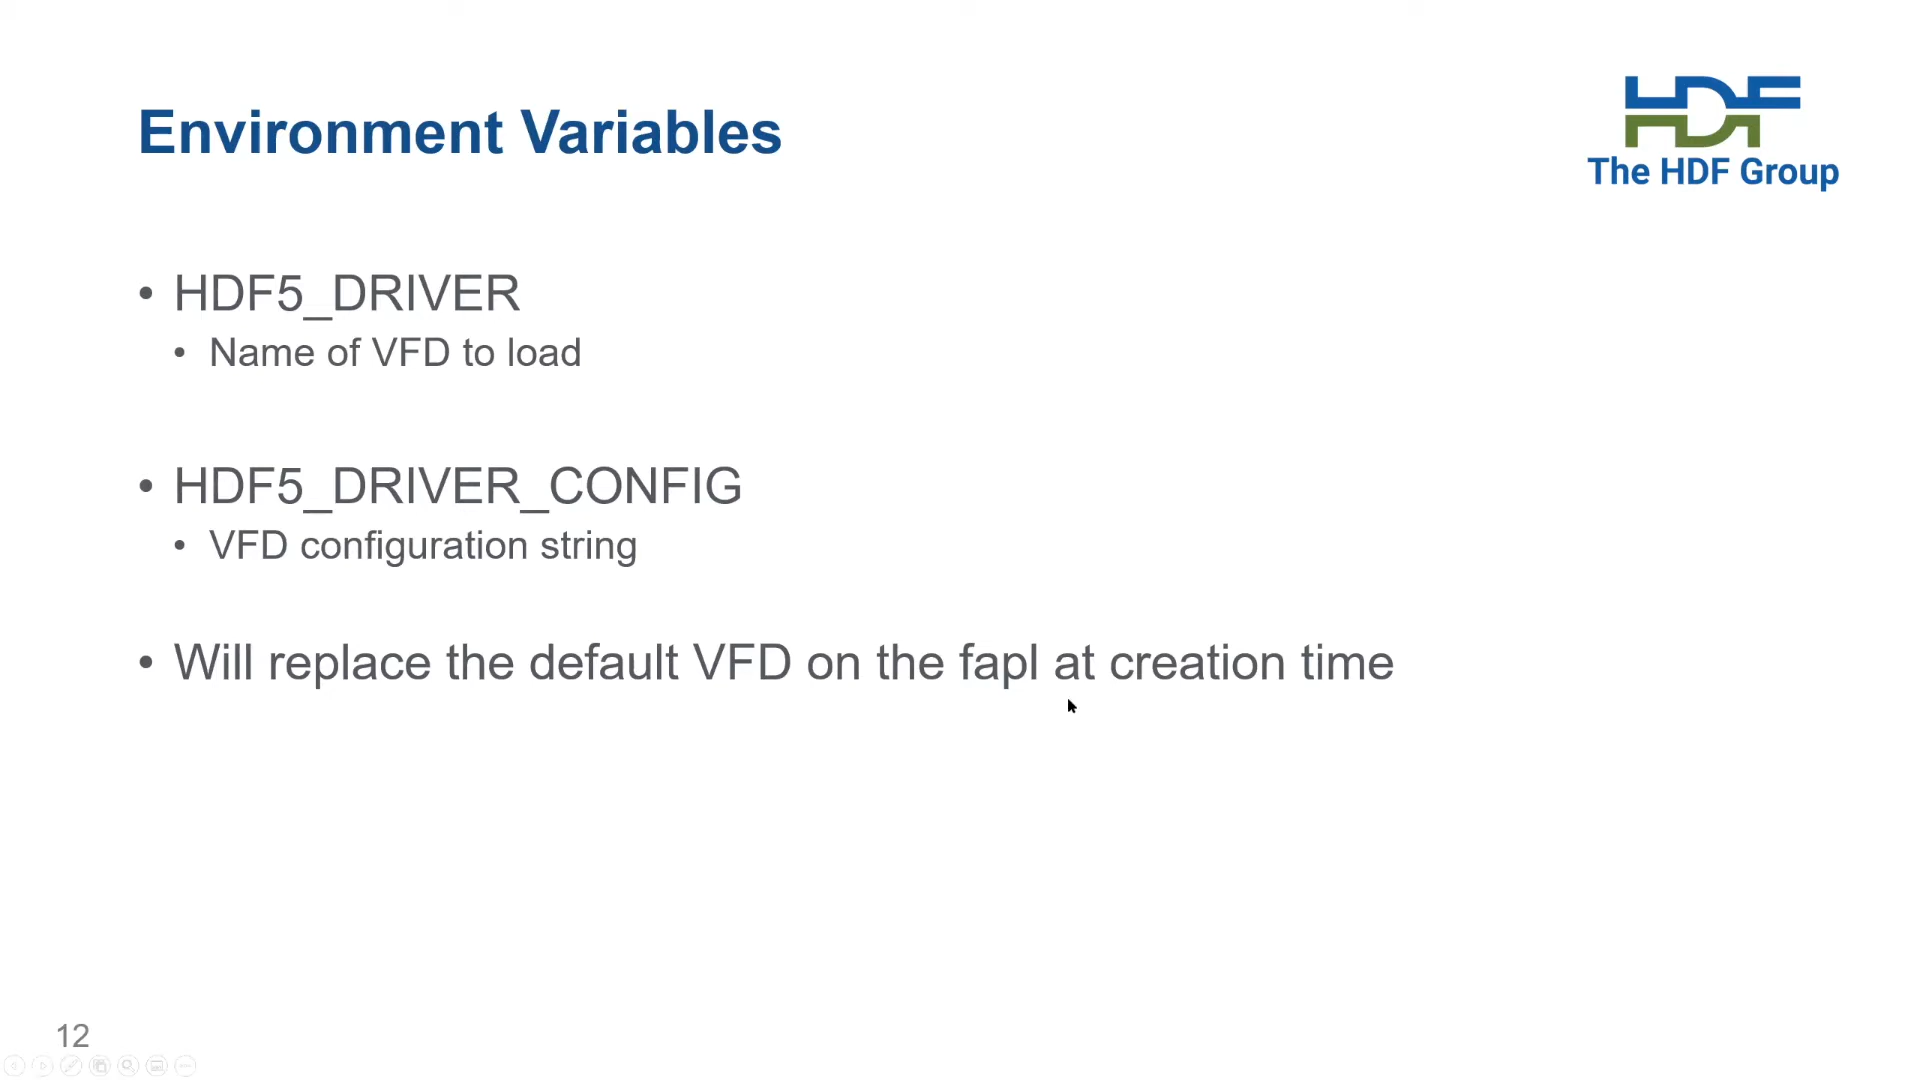 Environment Variables
HDF
The HDF Group
• HDF5_DRIVER
• Name of VFD to load
• HDF5_DRIVER_CONFIG
• VFD configuration string
• Will replace the default VFD on the fapl at creation time
12